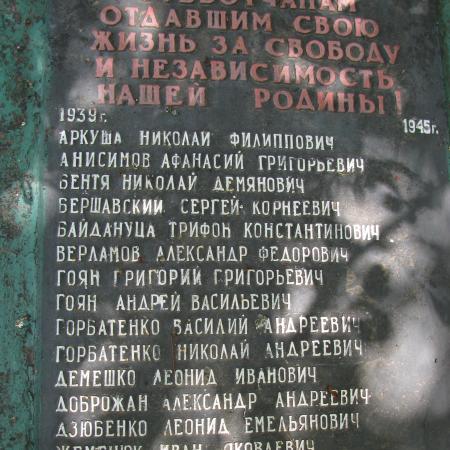 ОТДАВШИМ СВОЮ
ЖИЗНЬ ЗА СВОБОДУ
И НЕЗАВИСИМОСТЬ
НАШЕЙ РОДИНЫ!
1939г. 1945г.
АРКУША НИКОЛАЙ ФИЛИППОВИЧ
АНИСИМОВ АФАНАСИЙ ГРИГОРЬЕВИЧ
БЕНТЯ НИКОЛАЙ ДЕМЯНОВИЧ
БЕРШАВСКИЙ СЕРГЕЙ КОРНЕЕВИЧ
БАЙДАНУЦА ТРИФОН КОНСТАНТИНОВИЧ
ВЕРЛАМОВ АЛЕКСАНДР ФЕДОРОВИЧ
ГОЯН ГРИГОРИЙ ГРИГОРЬЕВИЧ
ГОЯН АНДРЕЙ ВАСИЛЬЕВИЧ
ГОРБАТЕНКО ВАСИЛИЙ АНДРЕЕВИЧ
ГОРБАТЕНКО НИКОЛАЙ АНДРЕЕВИЧ
ДЕМЕШКО ЛЕОНИД ИВАНОВИЧ
ДОБРОЖАН АЛЕКСАНДР АНДРЕЕВИЧ
ДЗЮБЕНКО ЛЕОНИД ЕМЕЛЬЯНОВИЧ
ИВАН ЯКОВЛЕВИЧ